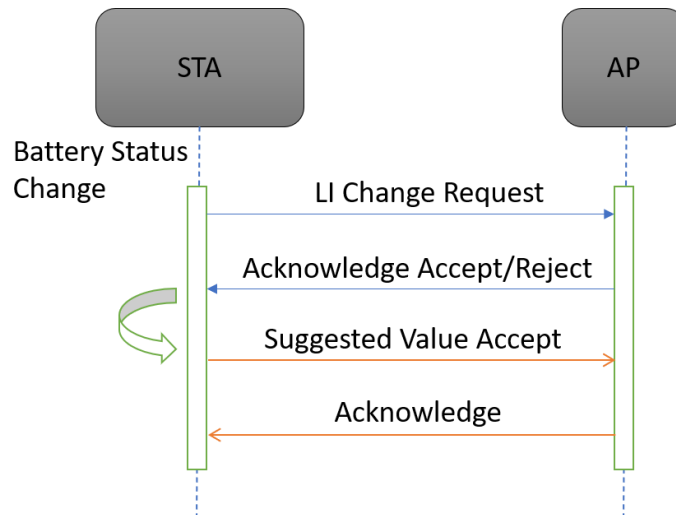 STA
AP
Battery Status
Change
LI Change Request
Acknowledge Accept/Reject
Suggested Value Accept
Acknowledge